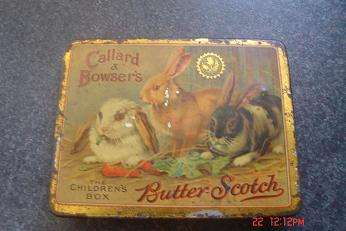 Callard
&
Bowser's
THE
CHILDREN'S
BOX
Butter-Scotch
22 12:12PM